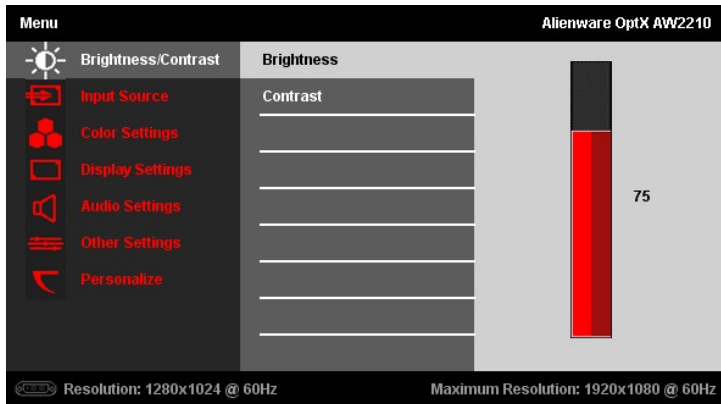 Menu
Alienware OptX AW2210
Brightness/Contrast
Input Source
Color Settings
Display Settings
Audio Settings
Other Settings
Personalize
Brightness
Contrast
75
Resolution: 1280x1024 @ 60Hz
Maximum Resolution: 1920x1080 @ 60Hz